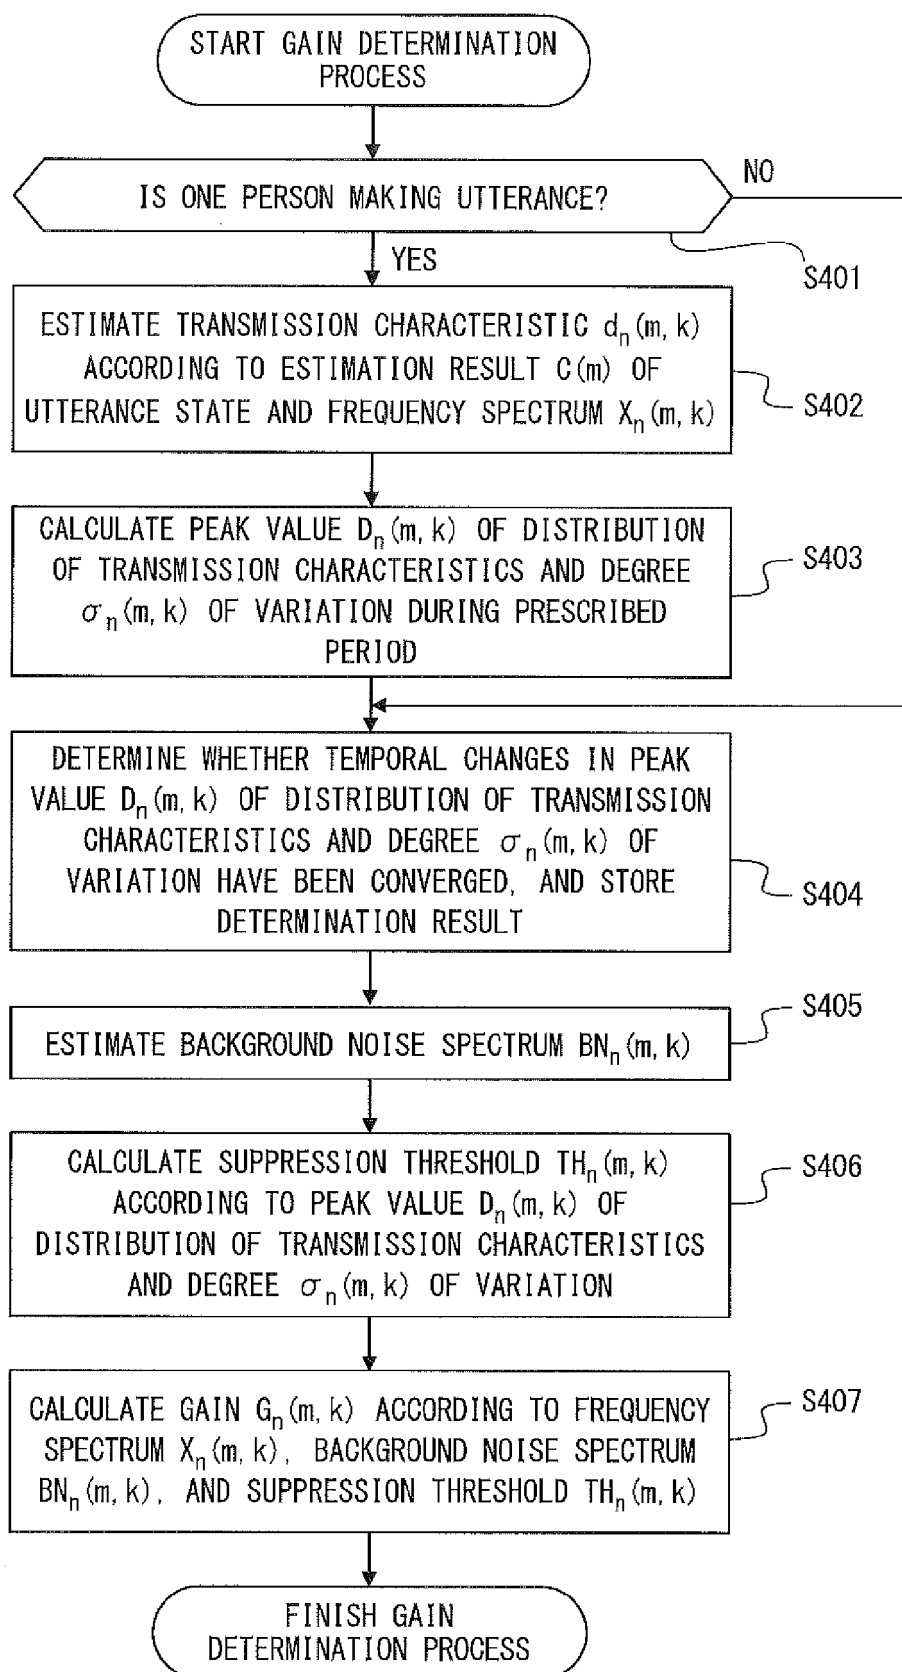 START GAIN DETERMINATION
PROCESS
IS ONE PERSON MAKING UTTERANCE?
NO
YES
S401
ESTIMATE TRANSMISSION CHARACTERISTIC dn(m, k)
ACCORDING TO ESTIMATION RESULT C(m) OF
UTTERANCE STATE AND FREQUENCY SPECTRUM Xn(m, k)
S402
CALCULATE PEAK VALUE Dn(m, k) OF DISTRIBUTION
OF TRANSMISSION CHARACTERISTICS AND DEGREE
σn(m, k) OF VARIATION DURING PRESCRIBED
PERIOD
S403
DETERMINE WHETHER TEMPORAL CHANGES IN PEAK
VALUE Dn(m, k) OF DISTRIBUTION OF TRANSMISSION
CHARACTERISTICS AND DEGREE σn(m, k) OF
VARIATION HAVE BEEN CONVERGED, AND STORE
DETERMINATION RESULT
S404
ESTIMATE BACKGROUND NOISE SPECTRUM BNn(m, k)
S405
CALCULATE SUPPRESSION THRESHOLD THn(m, k)
ACCORDING TO PEAK VALUE Dn(m, k) OF
DISTRIBUTION OF TRANSMISSION CHARACTERISTICS
AND DEGREE σn(m, k) OF VARIATION
S406
CALCULATE GAIN Gn(m, k) ACCORDING TO FREQUENCY
SPECTRUM Xn(m, k), BACKGROUND NOISE SPECTRUM
BNn(m, k), AND SUPPRESSION THRESHOLD THn(m, k)
S407
FINISH GAIN
DETERMINATION PROCESS